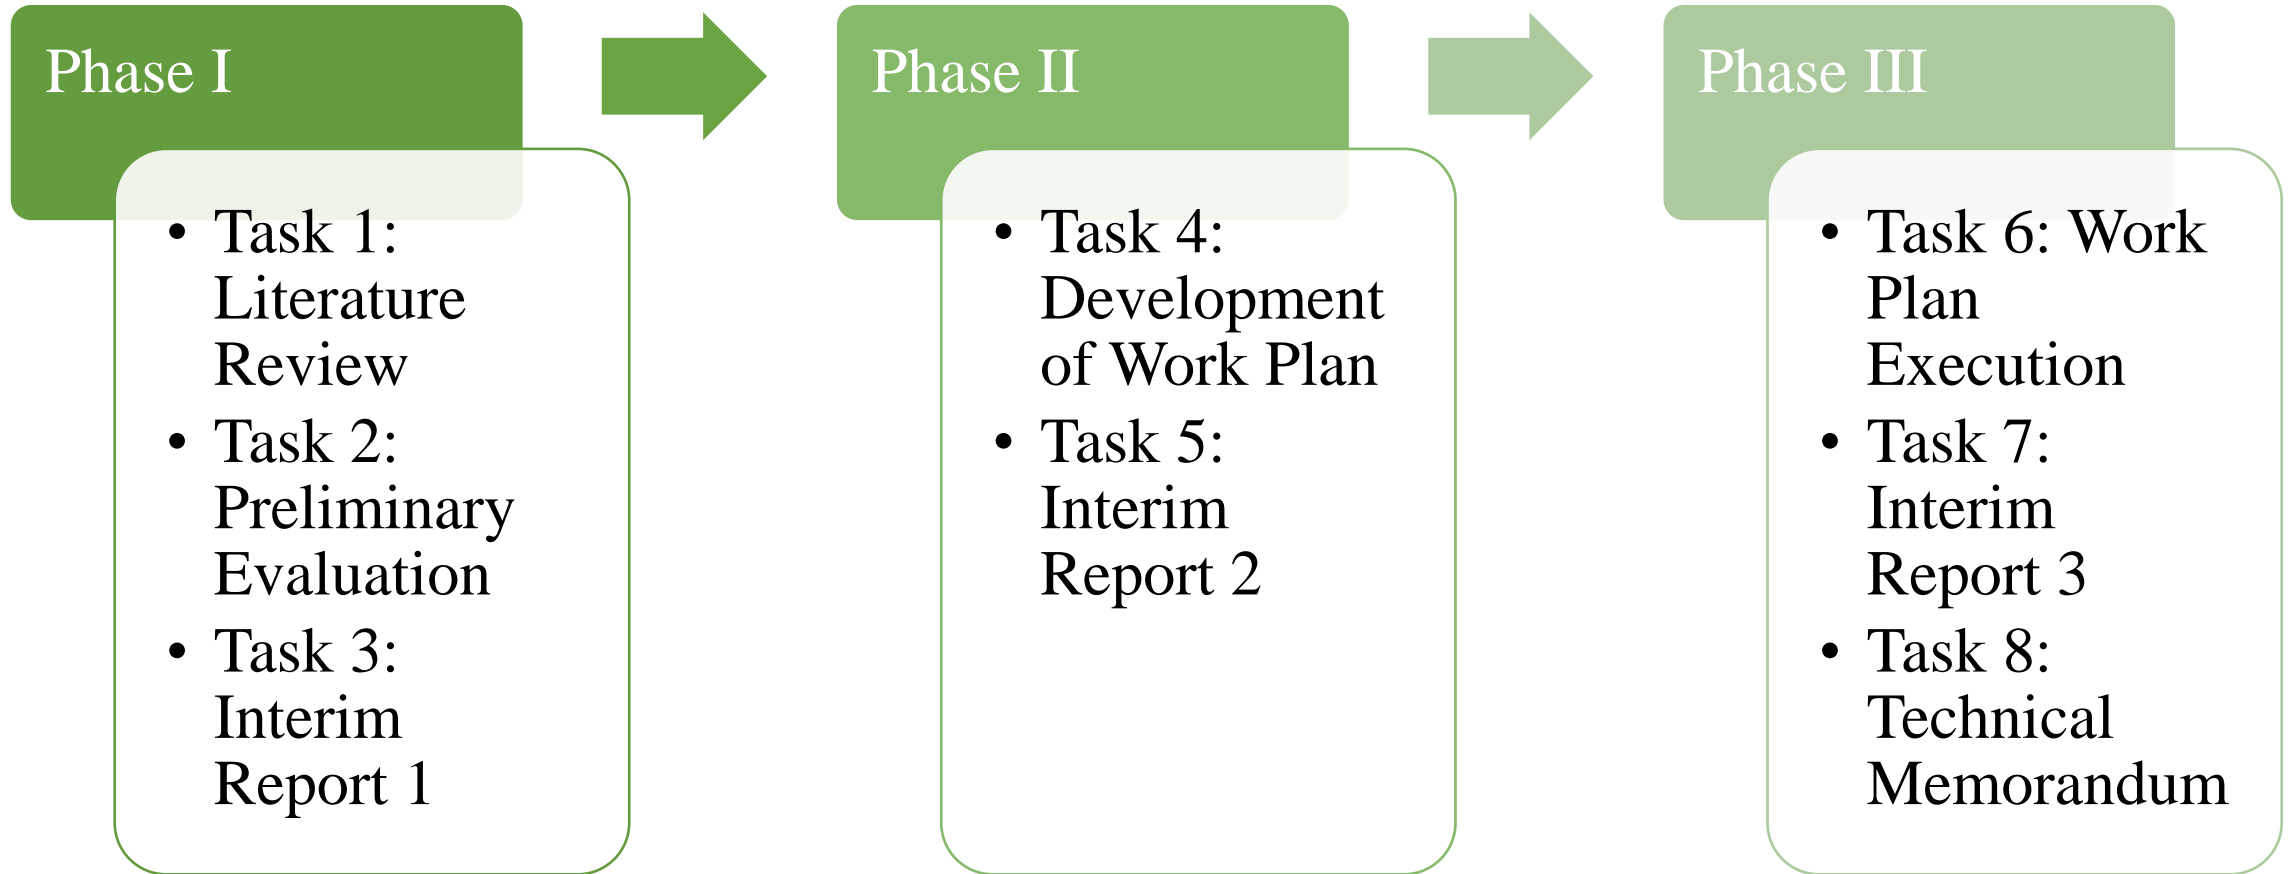 Phase I
• Task 1:
Literature
Review
• Task 2:
Preliminary
Evaluation
• Task 3:
Interim
Report 1
Phase II
• Task 4:
Development
of Work Plan
• Task 5:
Interim
Report 2
Phase III
• Task 6: Work
Plan
Execution
• Task 7:
Interim
Report 3
• Task 8:
Technical
Memorandum